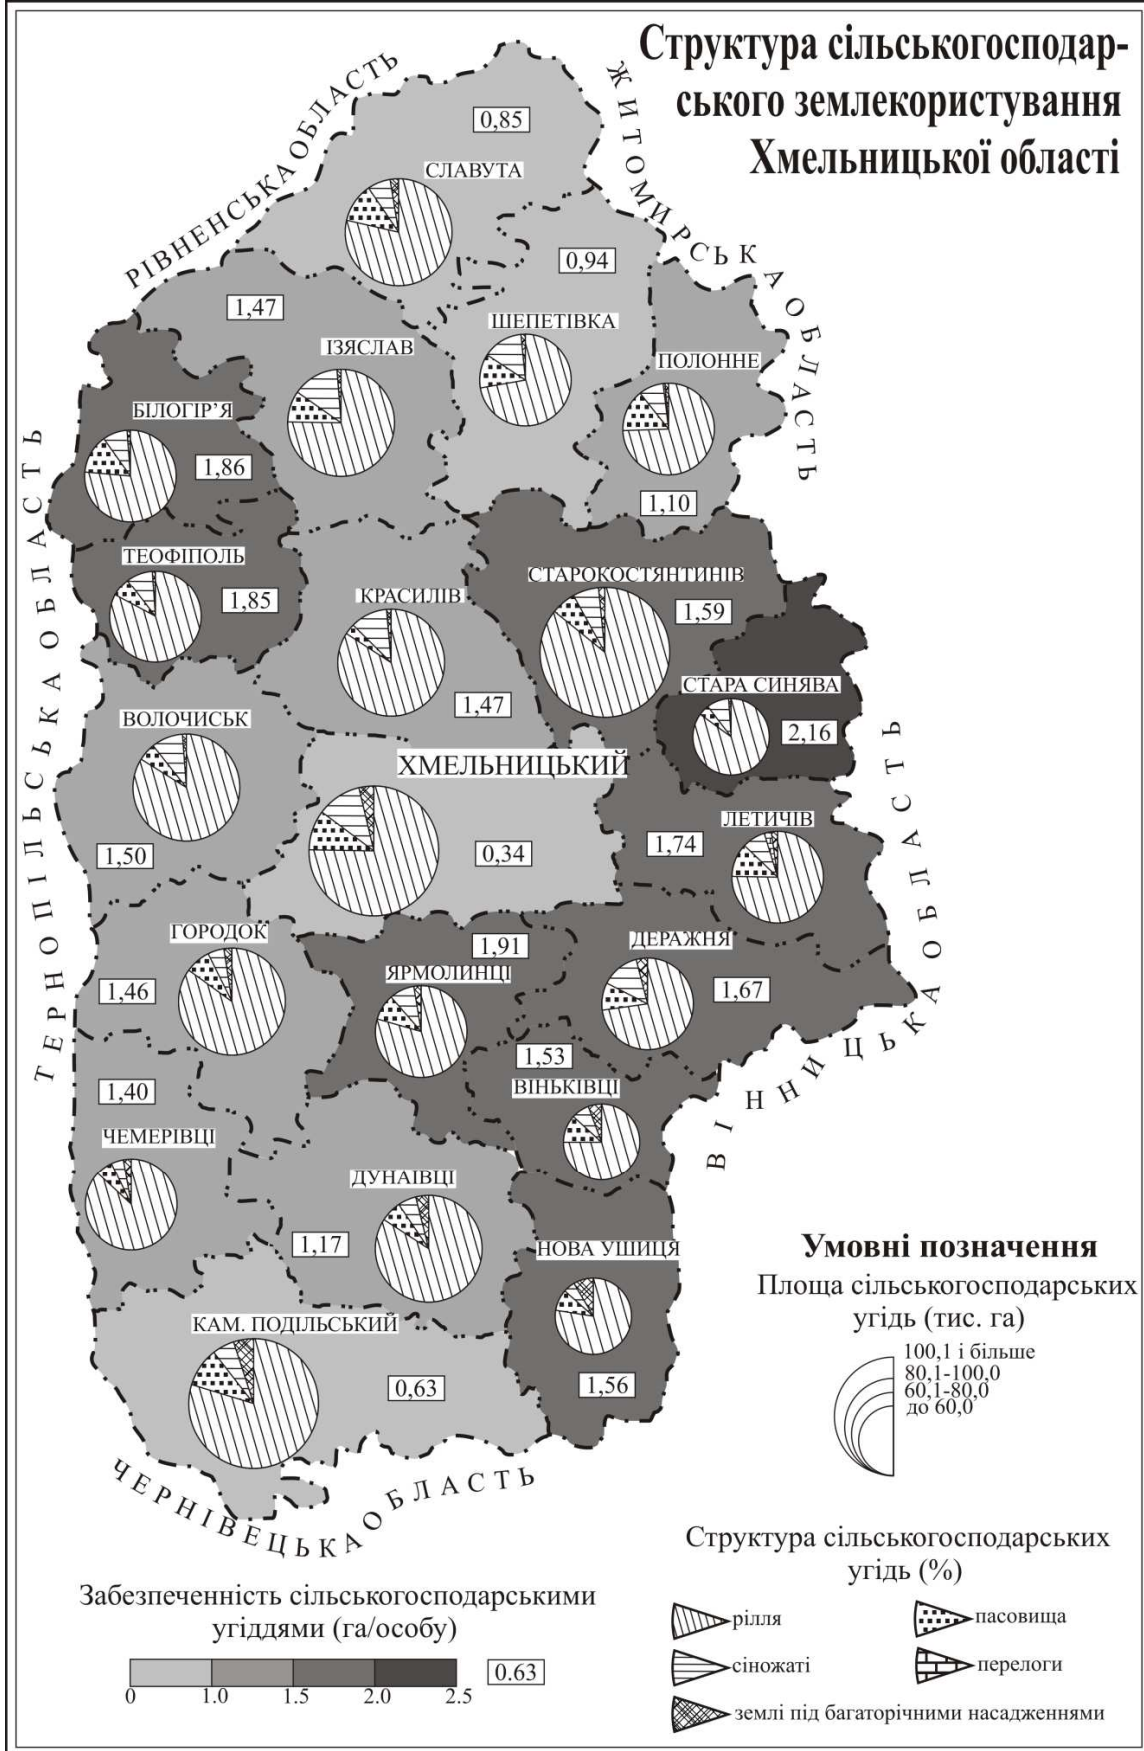 Структура сільськогосподар-
ського землекористування
Хмельницької області
РІВНЕНСЬКА ОБЛАСТЬ
ЖИТОМИРСЬКА ОБЛАСТЬ
0,85
СЛАВУТА
0,94
ШЕПЕТІВКА
1,47
ІЗЯСЛАВ
ПОЛОННЕ
1,10
БІЛОГІР’Я
1,86
ТЕРНОПІЛЬСЬКА ОБЛАСТЬ
ТЕОФІПОЛЬ
1,85
КРАСИЛІВ
1,47
СТАРОКОСТЯНТИНІВ
1,59
СТАРА СИНЯВА
2,16
ВОЛОЧИСЬК
1,50
ХМЕЛЬНИЦЬКИЙ
0,34
ЛЕТИЧІВ
1,74
ГОРОДОК
1,46
1,91
ЯРМОЛИНЦІ
ДЕРАЖНЯ
1,67
ВІННИЦЬКА ОБЛАСТЬ
1,53
ВІНЬКІВЦІ
1,40
ЧЕМЕРІВЦІ
ДУНАЇВЦІ
1,17
НОВА УШИЦЯ
1,56
КАМ. ПОДІЛЬСЬКИЙ
0,63
ЧЕРНІВЕЦЬКА ОБЛАСТЬ
Умовні позначення
Площа сільськогосподарських
угідь (тис. га)
100,1 і більше
80,1-100,0
60,1-80,0
до 60,0
Структура сільськогосподарських
угідь (%)
рілля
пасовища
сіножаті
перелоги
землі під багаторічними насадженнями
Забезпеченність сільськогосподарськими
угіддями (га/особу)
0 1.0 1.5 2.0 2.5
0.63